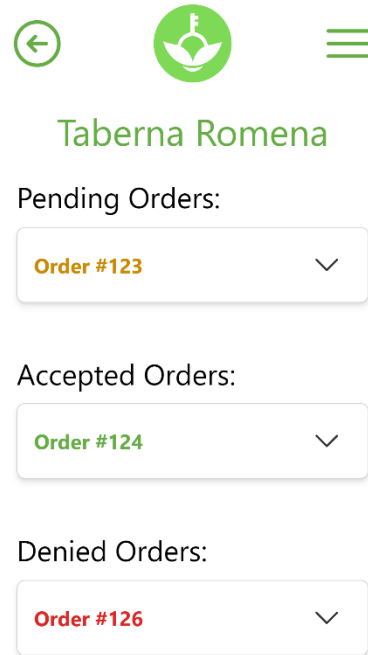 Taberna Romena
Pending Orders:
Order #123
Accepted Orders:
Order #124
Denied Orders:
Order #126